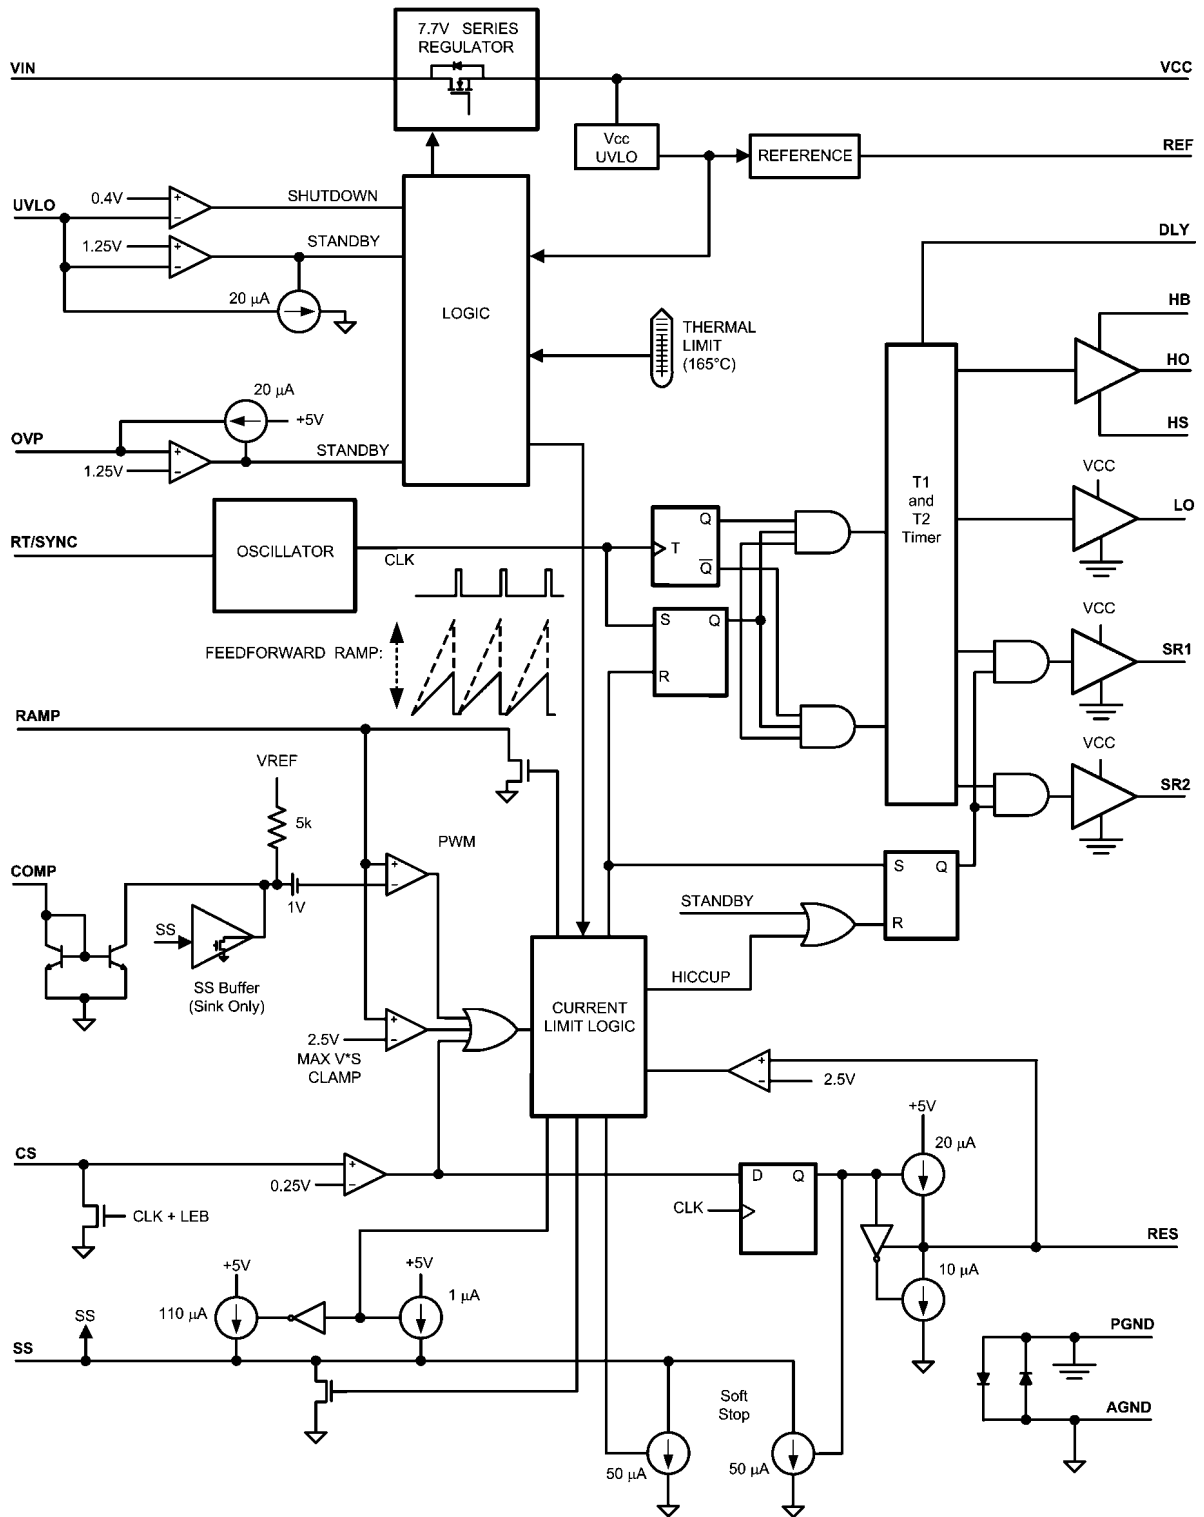 7.7V SERIES
REGULATOR
VIN
VCC
Vcc
UVLO
REFERENCE
REF
0.4V
+
−
SHUTDOWN
UVLO
1.25V
+
−
STANDBY
20 µA
LOGIC
THERMAL
LIMIT
(165°C)
DLY
HB
HO
HS
20 µA
+5V
OVP
+
−
1.25V
STANDBY
VCC
LO
T1
and
T2
Timer
RT/SYNC
OSCILLATOR
CLK
Q
T
Q
S
Q
R
FEEDFORWARD RAMP:
VCC
SR1
RAMP
VREF
5k
VCC
SR2
PWM
+
−
COMP
1V
S
Q
R
STANDBY
SS
SS Buffer
(Sink Only)
HICCUP
CURRENT
LIMIT LOGIC
+
−
2.5V
MAX V*S
CLAMP
+
−
2.5V
+5V
20 µA
CS
+
−
0.25V
D
Q
CLK
CLK + LEB
RES
10 µA
+5V
+5V
110 µA
1 µA
SS
SS
PGND
AGND
Soft
Stop
50 µA
50 µA